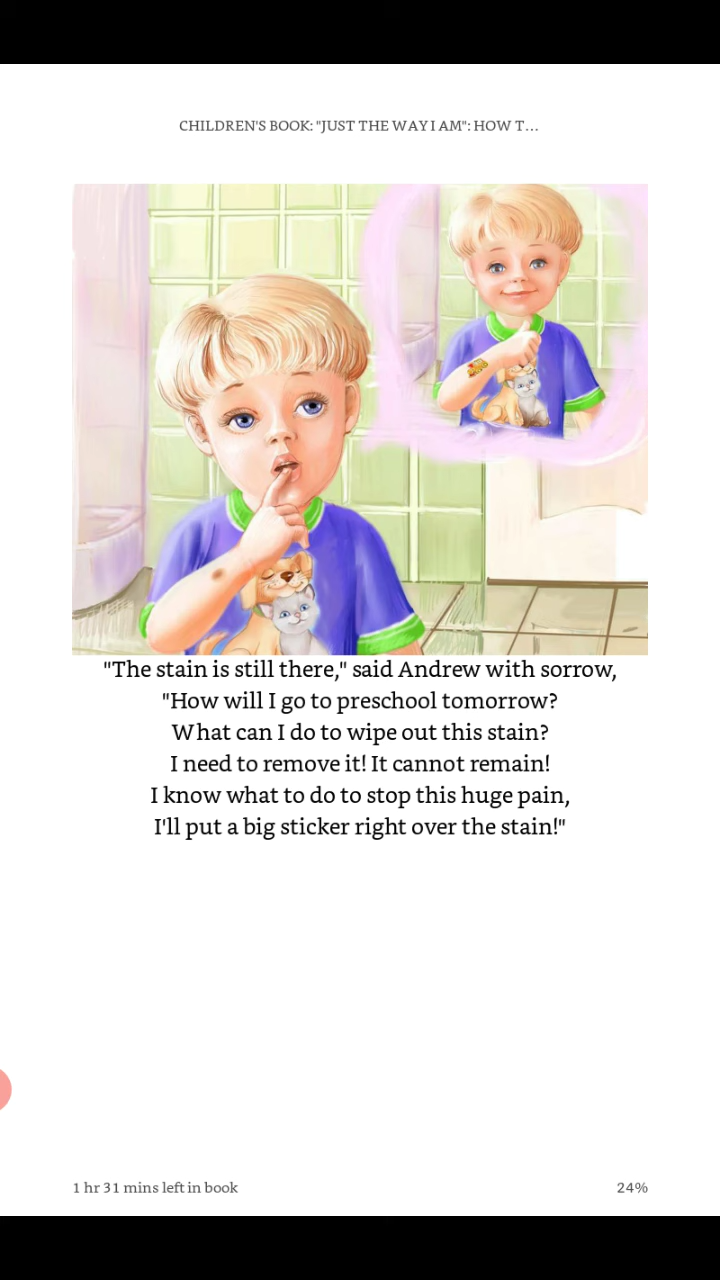 CHILDREN'S BOOK: "JUST THE WAY I AM": HOW T...
"The stain is still there," said Andrew with sorrow,
"How will I go to preschool tomorrow?
What can I do to wipe out this stain?
I need to remove it! It cannot remain!
I know what to do to stop this huge pain,
I'll put a big sticker right over the stain!"
1 hr 31 mins left in book
24%